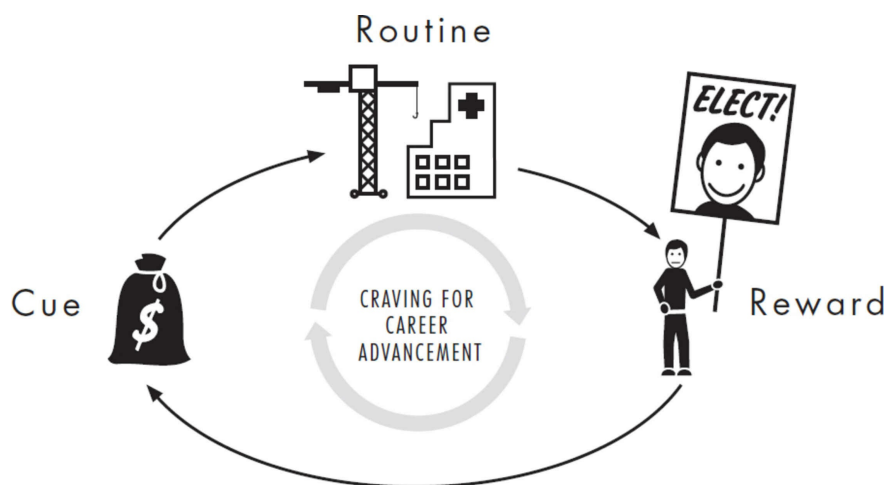 Routine
ELECT!
Cue
$
CRAVING FOR
CAREER
ADVANCEMENT
Reward